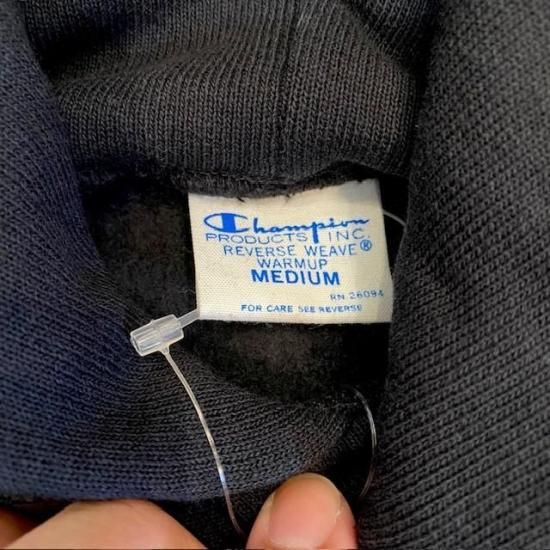 Champion
PRODUCTS INC.
REVERSE WEAVE®
WARMUP
MEDIUM
RN 26094
FOR CARE SEE REVERSE